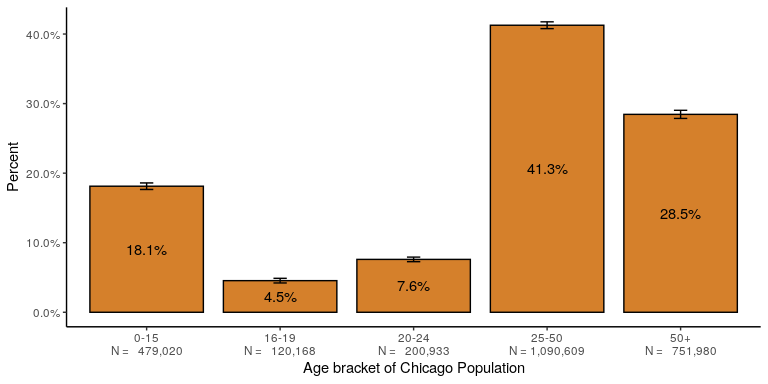 Percent
40.0%
30.0%
20.0%
10.0%
0.0%
18.1%
4.5%
7.6%
41.3%
28.5%
0-15 16-19 20-24 25-50 50+
N = 479,020 N = 120,168 N = 200,933 N = 1,090,609 N = 751,980
Age bracket of Chicago Population